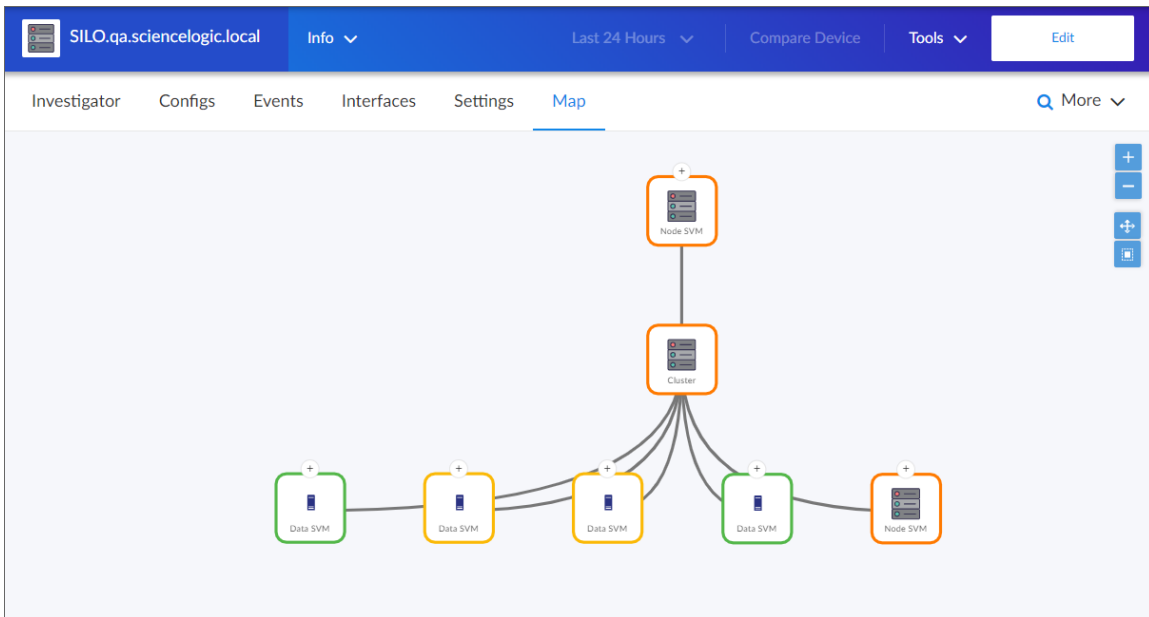 SILO.qa.sciencelogic.local Info Last 24 Hours Compare Device Tools Edit
Investigator Configs Events Interfaces Settings Map More
+
Node SVM
Cluster
+ + + + +
Data SVM Data SVM Data SVM Data SVM Node SVM